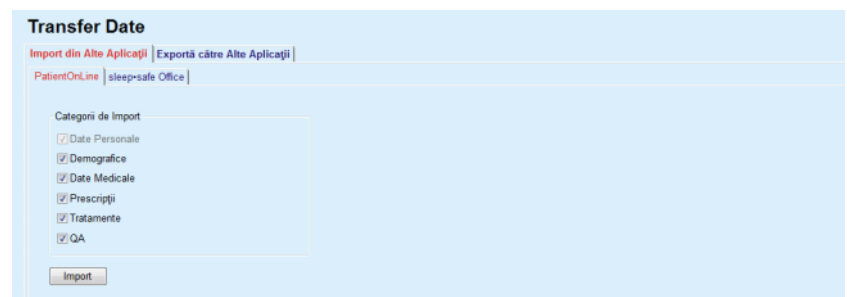 Transfer Date
Import din Alte Aplicaţii Exportă către Alte Aplicaţii
PatientOnLine sleep•safe Office
Categorii de Import
Date Personale
Demografice
Date Medicale
Prescripţii
Tratamente
QA
Import